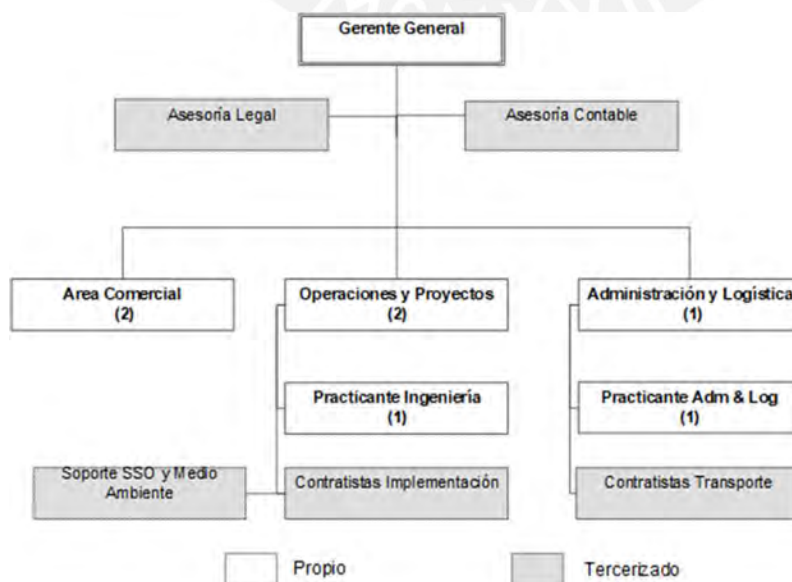 Gerente General
Asesoría Legal
Asesoría Contable
Area Comercial
(2)
Operaciones y Proyectos
(2)
Administración y Logística
(1)
Practicante Ingeniería
(1)
Practicante Adm & Log
(1)
Soporte SSO y Medio
Ambiente
Contratistas Implementación
Contratistas Transporte
Propio
Tercerizado